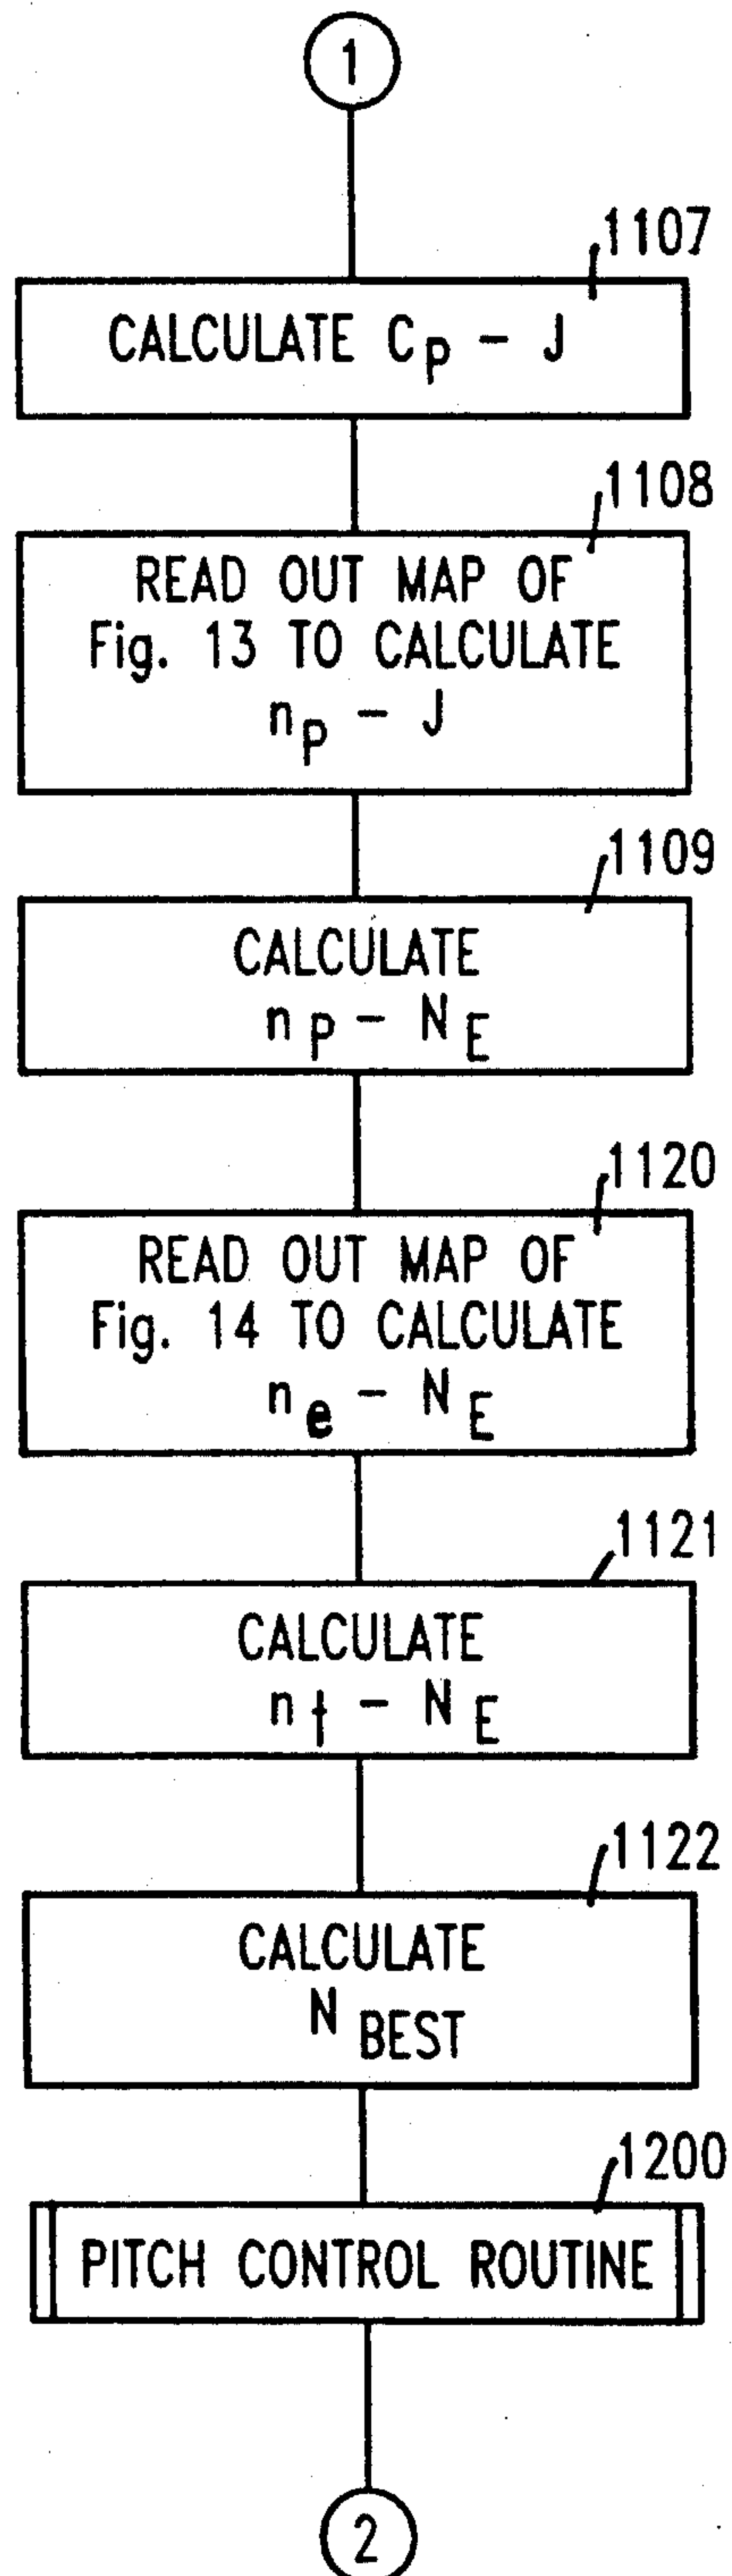 1
1107
CALCULATE Cp - J
1108
READ OUT MAP OF
Fig. 13 TO CALCULATE
np - J
1109
CALCULATE
nP - NE
1120
READ OUT MAP OF
Fig. 14 TO CALCULATE
ne - NE
1121
CALCULATE
nt - NE
1122
CALCULATE
N BEST
1200
PITCH CONTROL ROUTINE
2